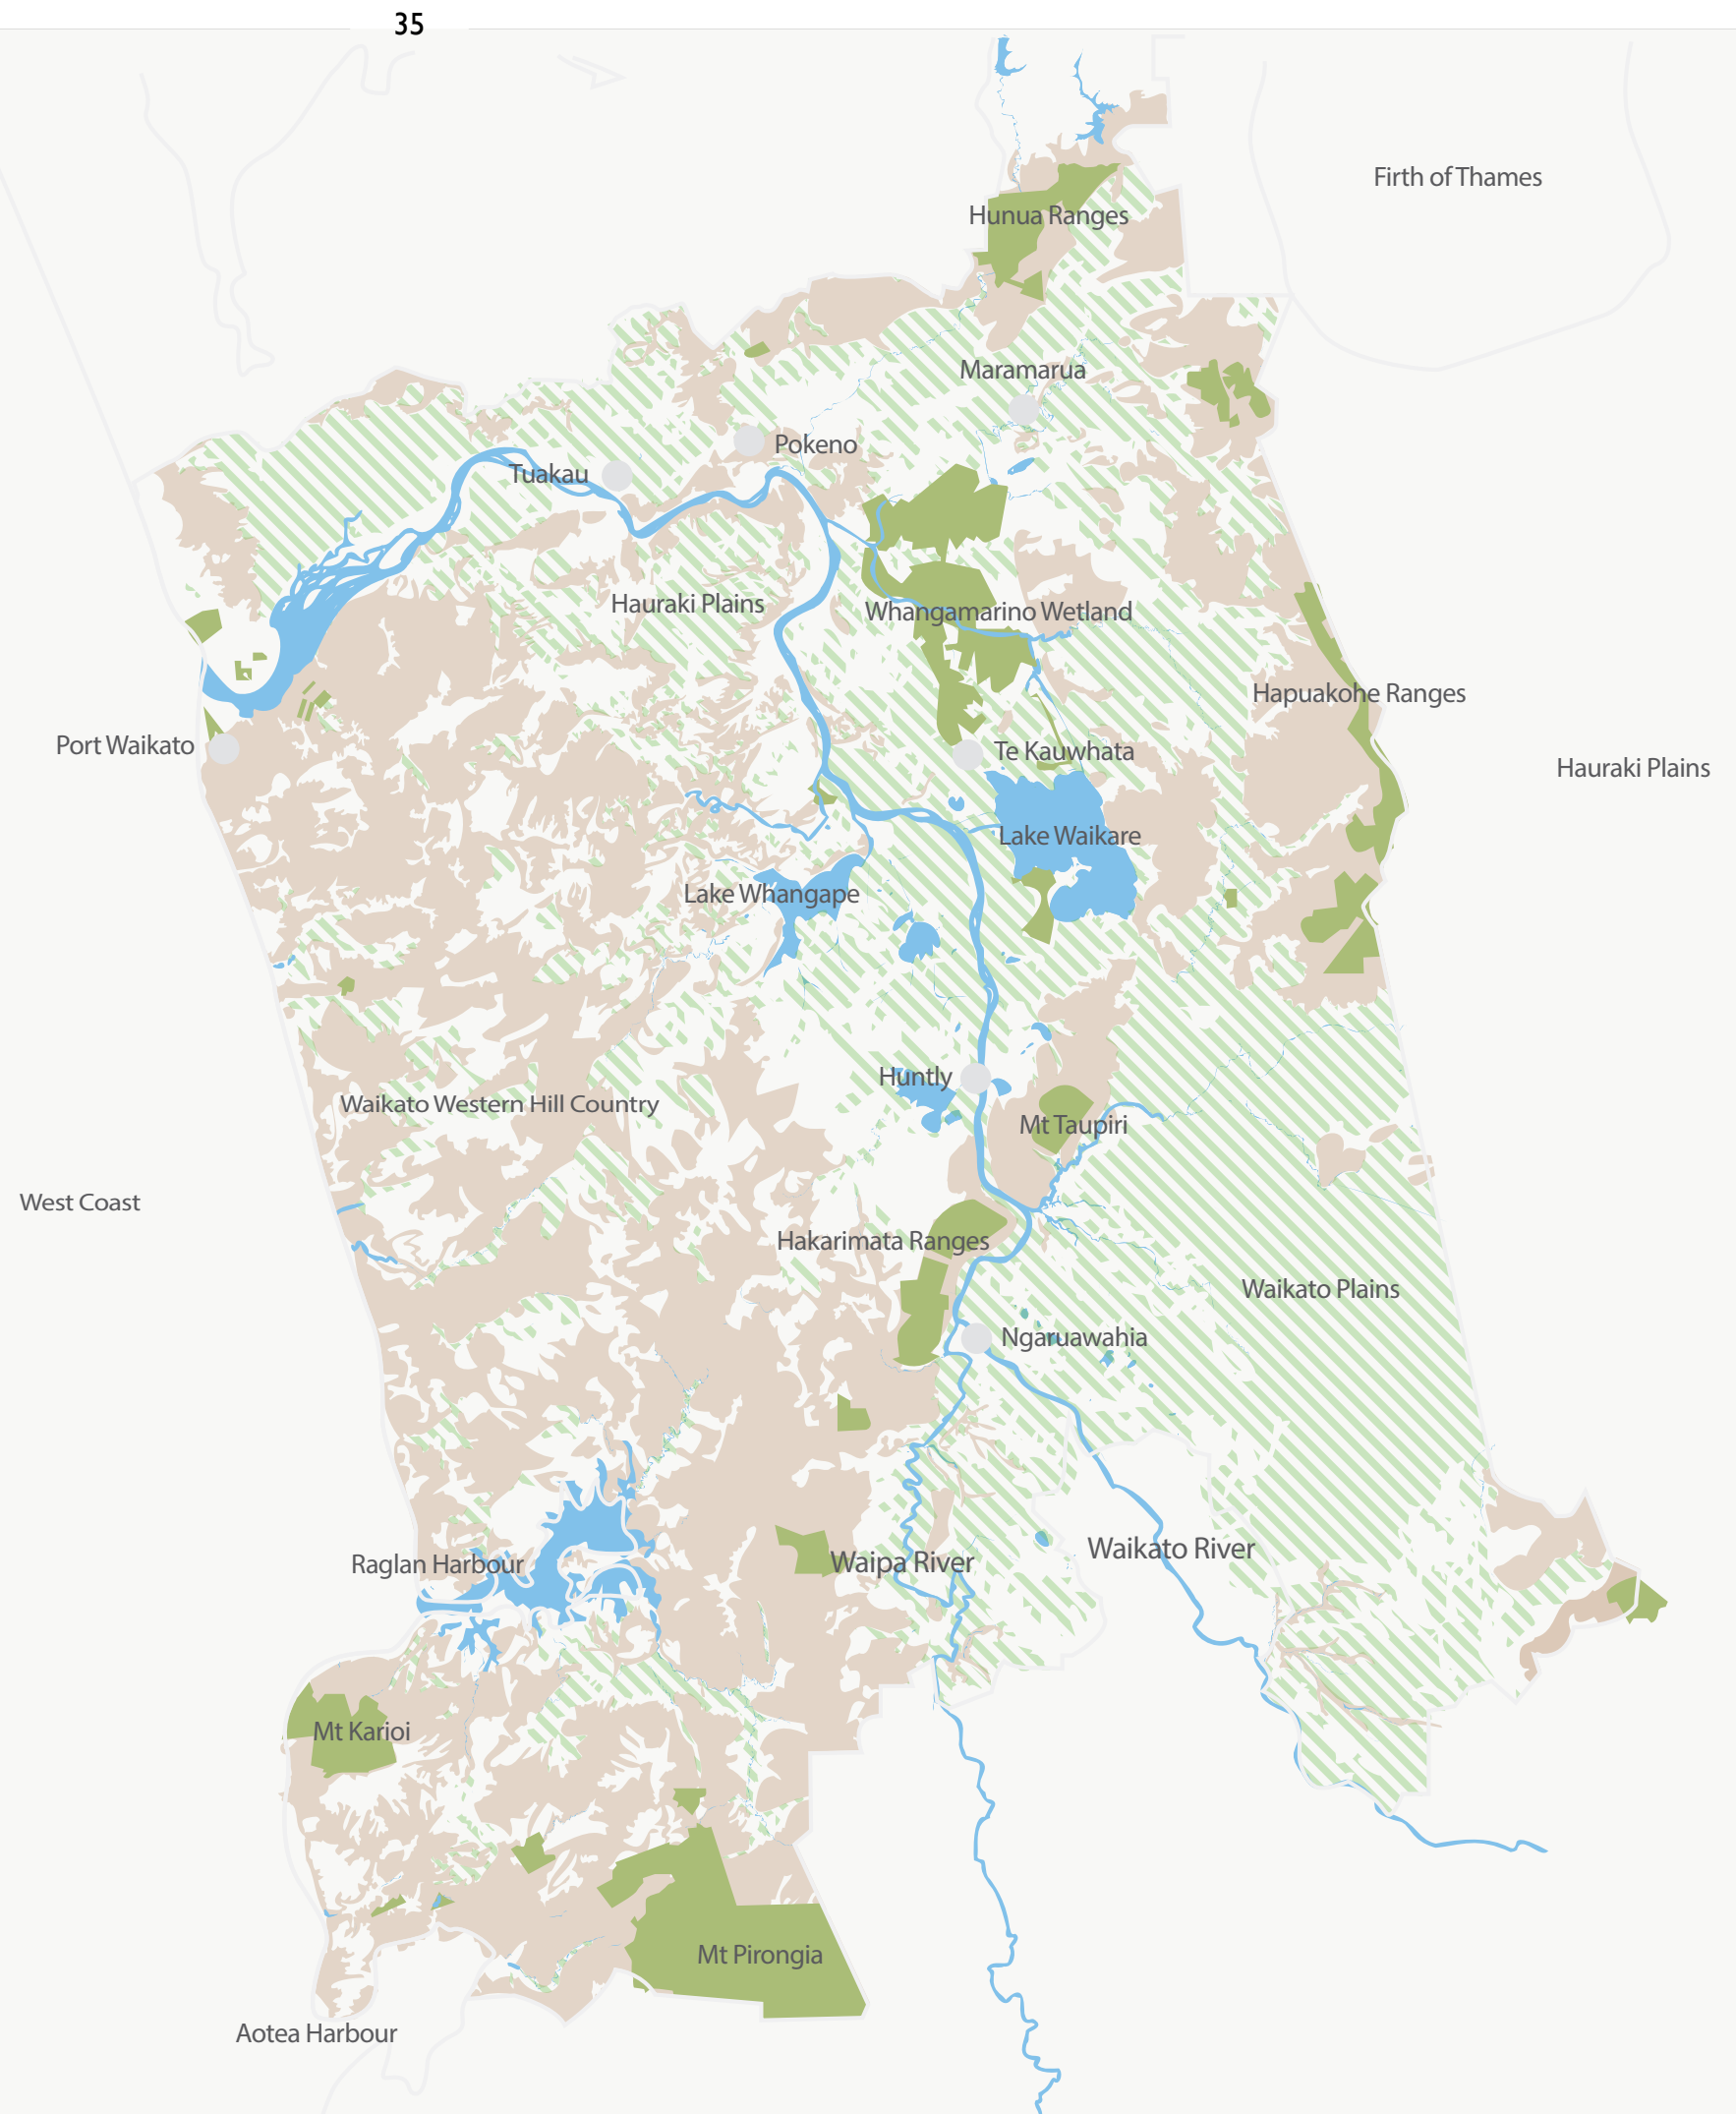 35
Firth of Thames
Hunua Ranges
Maramarua
Pokeno
Tuakau
Hauraki Plains
Whangamarino Wetland
Hapuakohe Ranges
Port Waikato
Te Kauwhata
Hauraki Plains
Lake Waikare
Lake Whangape
Huntly
Waikato Western Hill Country
Mt Taupiri
West Coast
Hakarimata Ranges
Waikato Plains
Ngaruawahia
Waikato River
Raglan Harbour
Waipa River
Mt Karioi
Mt Pirongia
Aotea Harbour